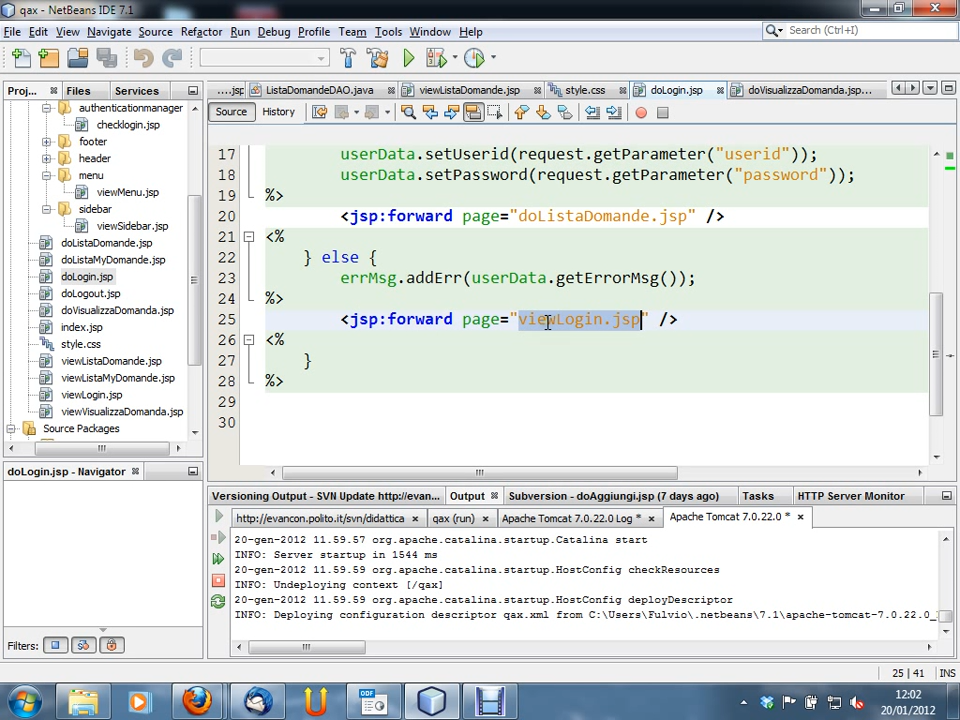 qax - NetBeans IDE 7.1
File Edit View Navigate Source Refactor Run Debug Profile Team Tools Window Help
Search (Ctrl+I)
Proj... Files Services
...jsp ListaDomandeDAO.java viewListaDomande.jsp style.css doLogin.jsp doVisualizzaDomanda.jsp...
Source History
authenticationmanager
checklogin.jsp
footer
header
menu
viewMenu.jsp
sidebar
viewSidebar.jsp
doListaDomande.jsp
doListaMyDomande.jsp
doLogin.jsp
doLogout.jsp
doVisualizzaDomanda.jsp
index.jsp
style.css
viewListaDomande.jsp
viewListaMyDomande.jsp
viewLogin.jsp
viewVisualizzaDomanda.jsp
Source Packages
17 userData.setUserid(request.getParameter("userid"));
18 userData.setPassword(request.getParameter("password"));
19 %>
20 <jsp:forward page="doListaDomande.jsp" />
21 <%
22 } else {
23 errMsg.addErr(userData.getErrorMsg());
24 %>
25 <jsp:forward page="viewLogin.jsp" />
26 <%
27 }
28 %>
29
30
doLogin.jsp - Navigator
Filters:
Versioning Output - SVN Update http://evan... Output Subversion - doAggiungi.jsp (7 days ago) Tasks HTTP Server Monitor
http://evancon.polito.it/svn/didattica qax (run) Apache Tomcat 7.0.22.0 Log * Apache Tomcat 7.0.22.0 *
20-gen-2012 11.59.57 org.apache.catalina.startup.Catalina start
INFO: Server startup in 1544 ms
20-gen-2012 11.59.59 org.apache.catalina.startup.HostConfig checkResources
INFO: Undeploying context [/qax]
20-gen-2012 11.59.59 org.apache.catalina.startup.HostConfig deployDescriptor
INFO: Deploying configuration descriptor qax.xml from C:\Users\Fulvio\.netbeans\7.1\apache-tomcat-7.0.22.0_
25 | 41 INS
ODF
12:02
20/01/2012